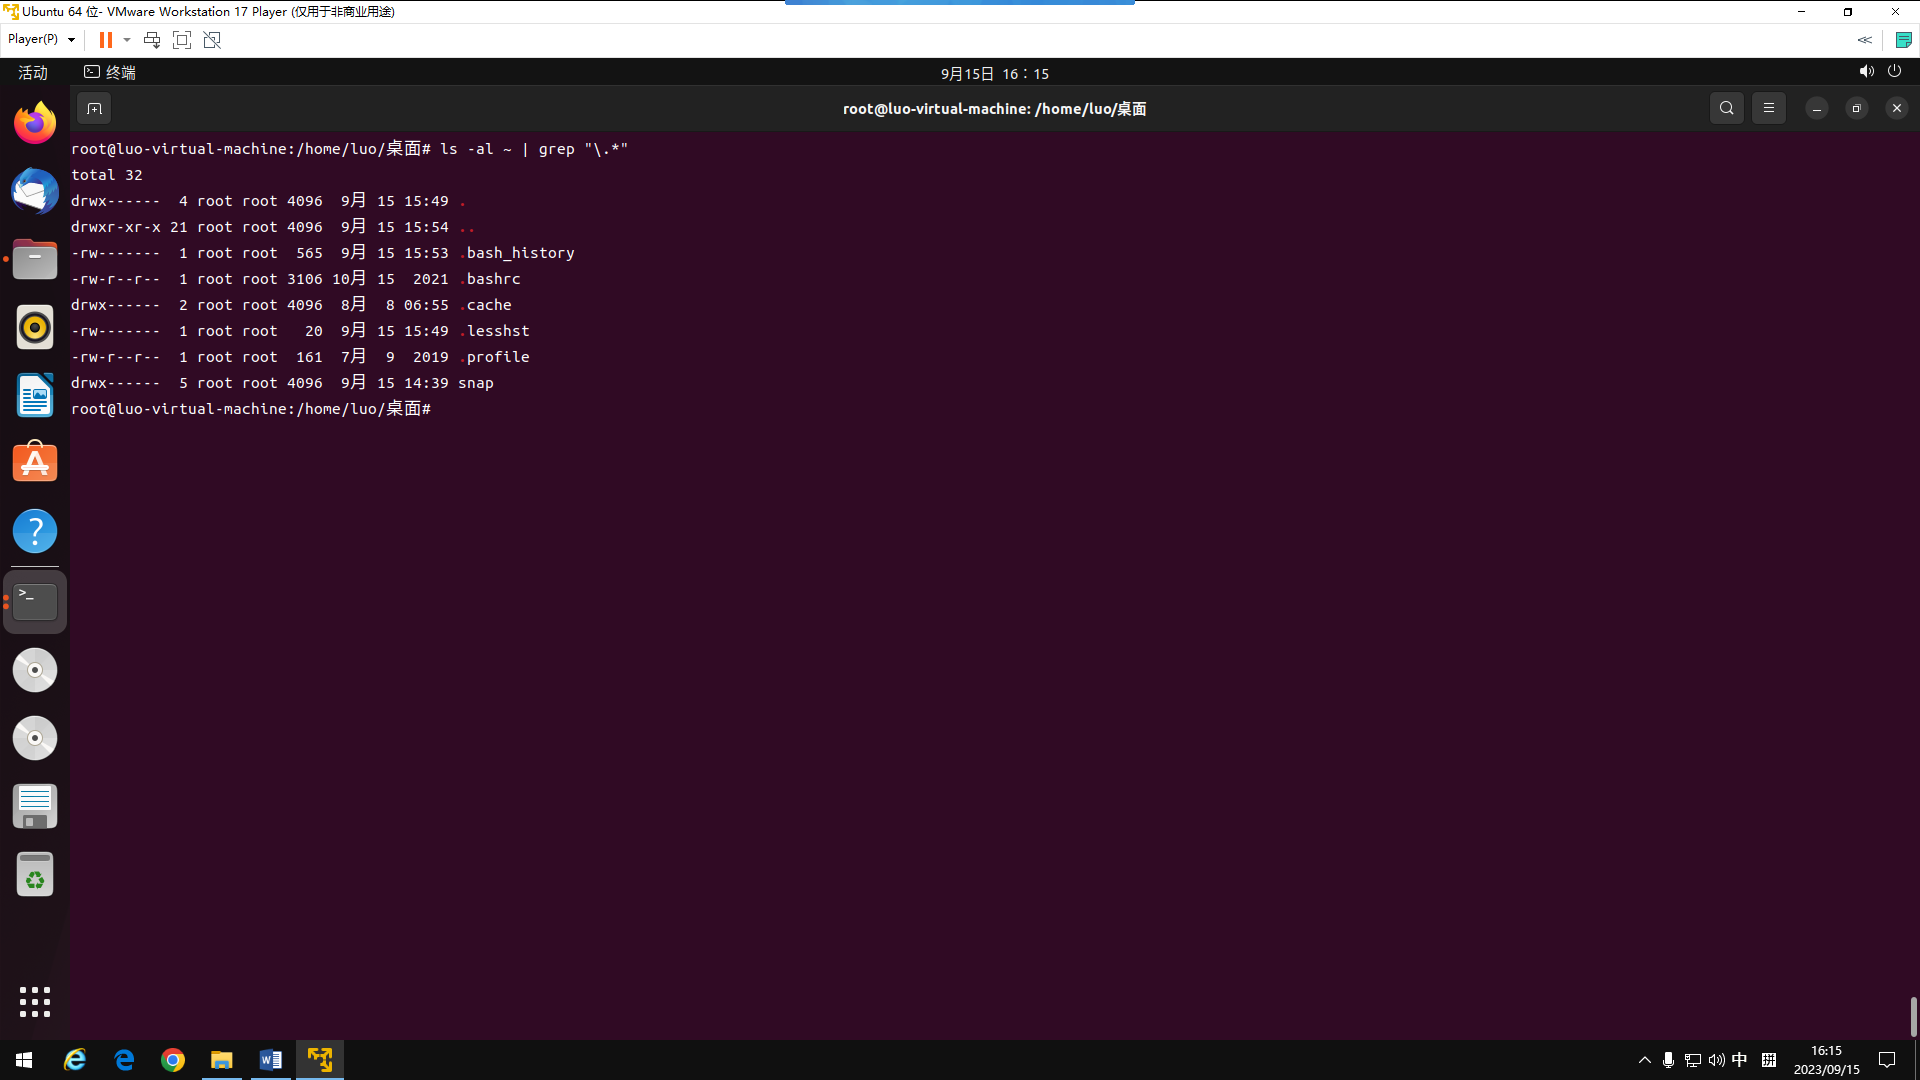 Ubuntu 64 位- VMware Workstation 17 Player (仅用于非商业用途)
Player(P)
活动 终端 9月15日 16:15
root@luo-virtual-machine: /home/luo/桌面
root@luo-virtual-machine:/home/luo/桌面# ls -al ~ | grep "\.*"
total 32
drwx------  4 root root 4096  9月 15 15:49 .
drwxr-xr-x 21 root root 4096  9月 15 15:54 ..
-rw-------  1 root root  565  9月 15 15:53 .bash_history
-rw-r--r--  1 root root 3106 10月 15  2021 .bashrc
drwx------  2 root root 4096  8月  8 06:55 .cache
-rw-------  1 root root   20  9月 15 15:49 .lesshst
-rw-r--r--  1 root root  161  7月  9  2019 .profile
drwx------  5 root root 4096  9月 15 14:39 snap
root@luo-virtual-machine:/home/luo/桌面#
中
16:15
2023/09/15